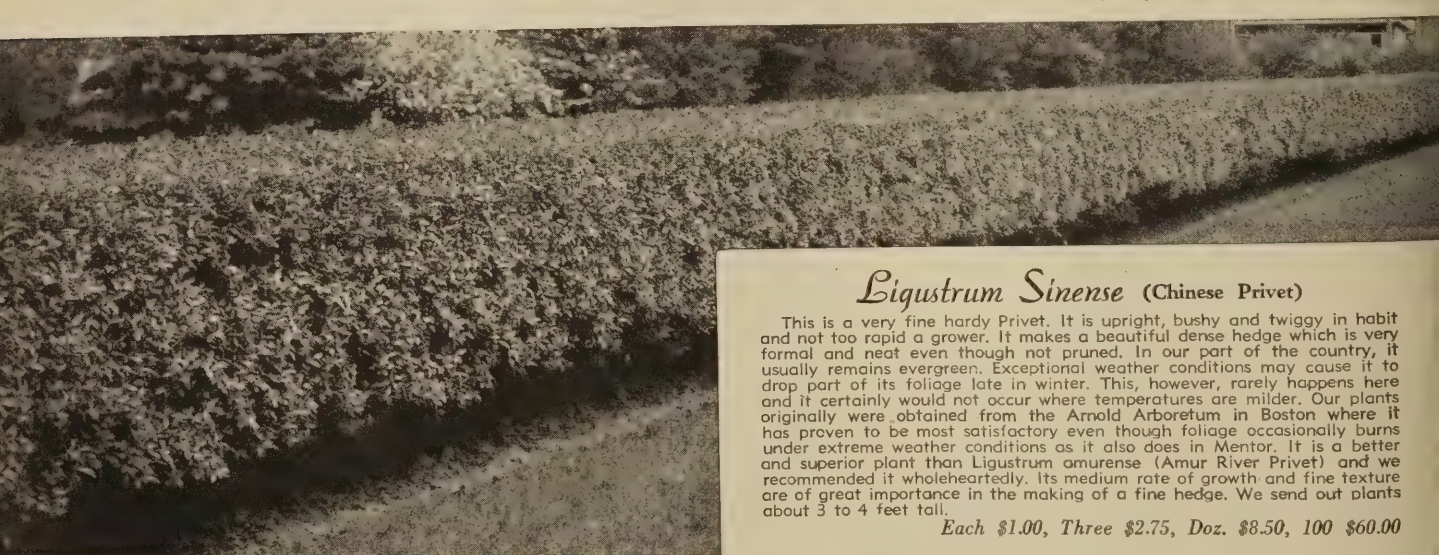 Ligustrum Sinense (Chinese Privet)
This is a very fine hardy Privet. It is upright, bushy and twiggy in habit
and not too rapid a grower. It makes a beautiful dense hedge which is very
formal and neat even though not pruned. In our part of the country, it
usually remains evergreen. Exceptional weather conditions may cause it to
drop part of its foliage late in winter. This, however, rarely happens here
and it certainly would not occur where temperatures are milder. Our plants
originally were obtained from the Arnold Arboretum in Boston where it
has proven to be most satisfactory even though foliage occasionally burns
under extreme weather conditions as it also does in Mentor. It is a better
and superior plant than Ligustrum amurense (Amur River Privet) and we
recommended it wholeheartedly. Its medium rate of growth and fine texture
are of great importance in the making of a fine hedge. We send out plants
about 3 to 4 feet tall.
Each $1.00, Three $2.75, Doz. $8.50, 100 $60.00